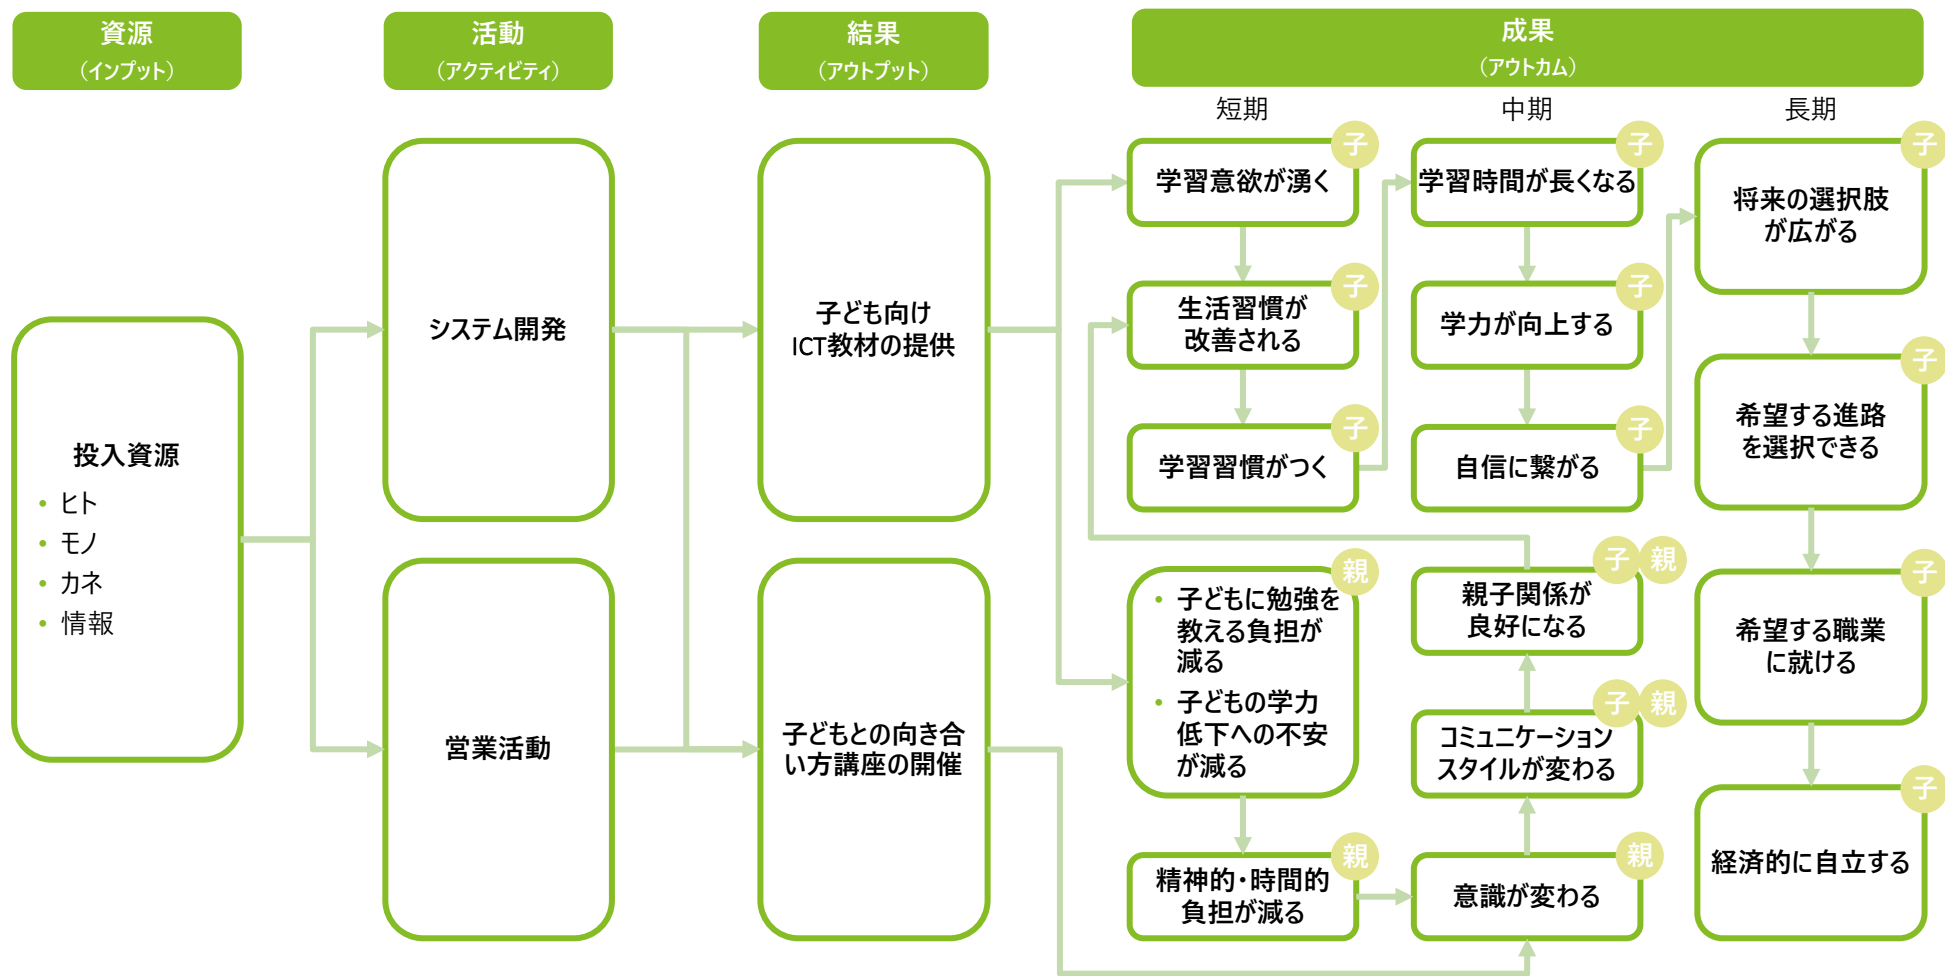 資源
（インプット）
活動
（アクティビティ）
結果
（アウトプット）
成果
（アウトカム）
短期
中期
長期
投入資源
• ヒト
• モノ
• カネ
• 情報
システム開発
営業活動
子ども向け
ICT教材の提供
子どもとの向き合
い方講座の開催
子
学習意欲が湧く
子
生活習慣が
改善される
子
学習習慣がつく
親
• 子どもに勉強を
教える負担が
減る
• 子どもの学力
低下への不安
が減る
親
精神的・時間的
負担が減る
子
学習時間が長くなる
子
学力が向上する
子
自信に繋がる
子 親
親子関係が
良好になる
子 親
コミュニケーション
スタイルが変わる
親
意識が変わる
子
将来の選択肢
が広がる
子
希望する進路
を選択できる
子
希望する職業
に就ける
子
経済的に自立する